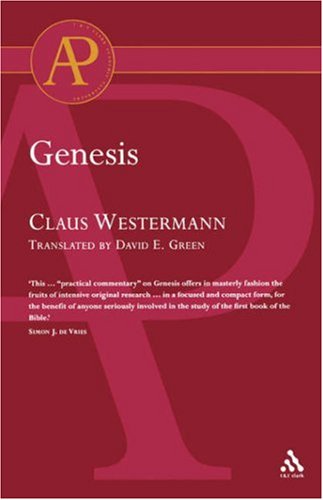 AP
Genesis
CLAUS WESTERMANN
TRANSLATED BY DAVID E. GREEN
'This ... “practical commentary” on Genesis offers in masterly fashion the
fruits of intensive original research ... in a focused and compact form, for
the benefit of anyone seriously involved in the study of the first book of the
Bible.'
SIMON J. DE VRIES
t&t clark